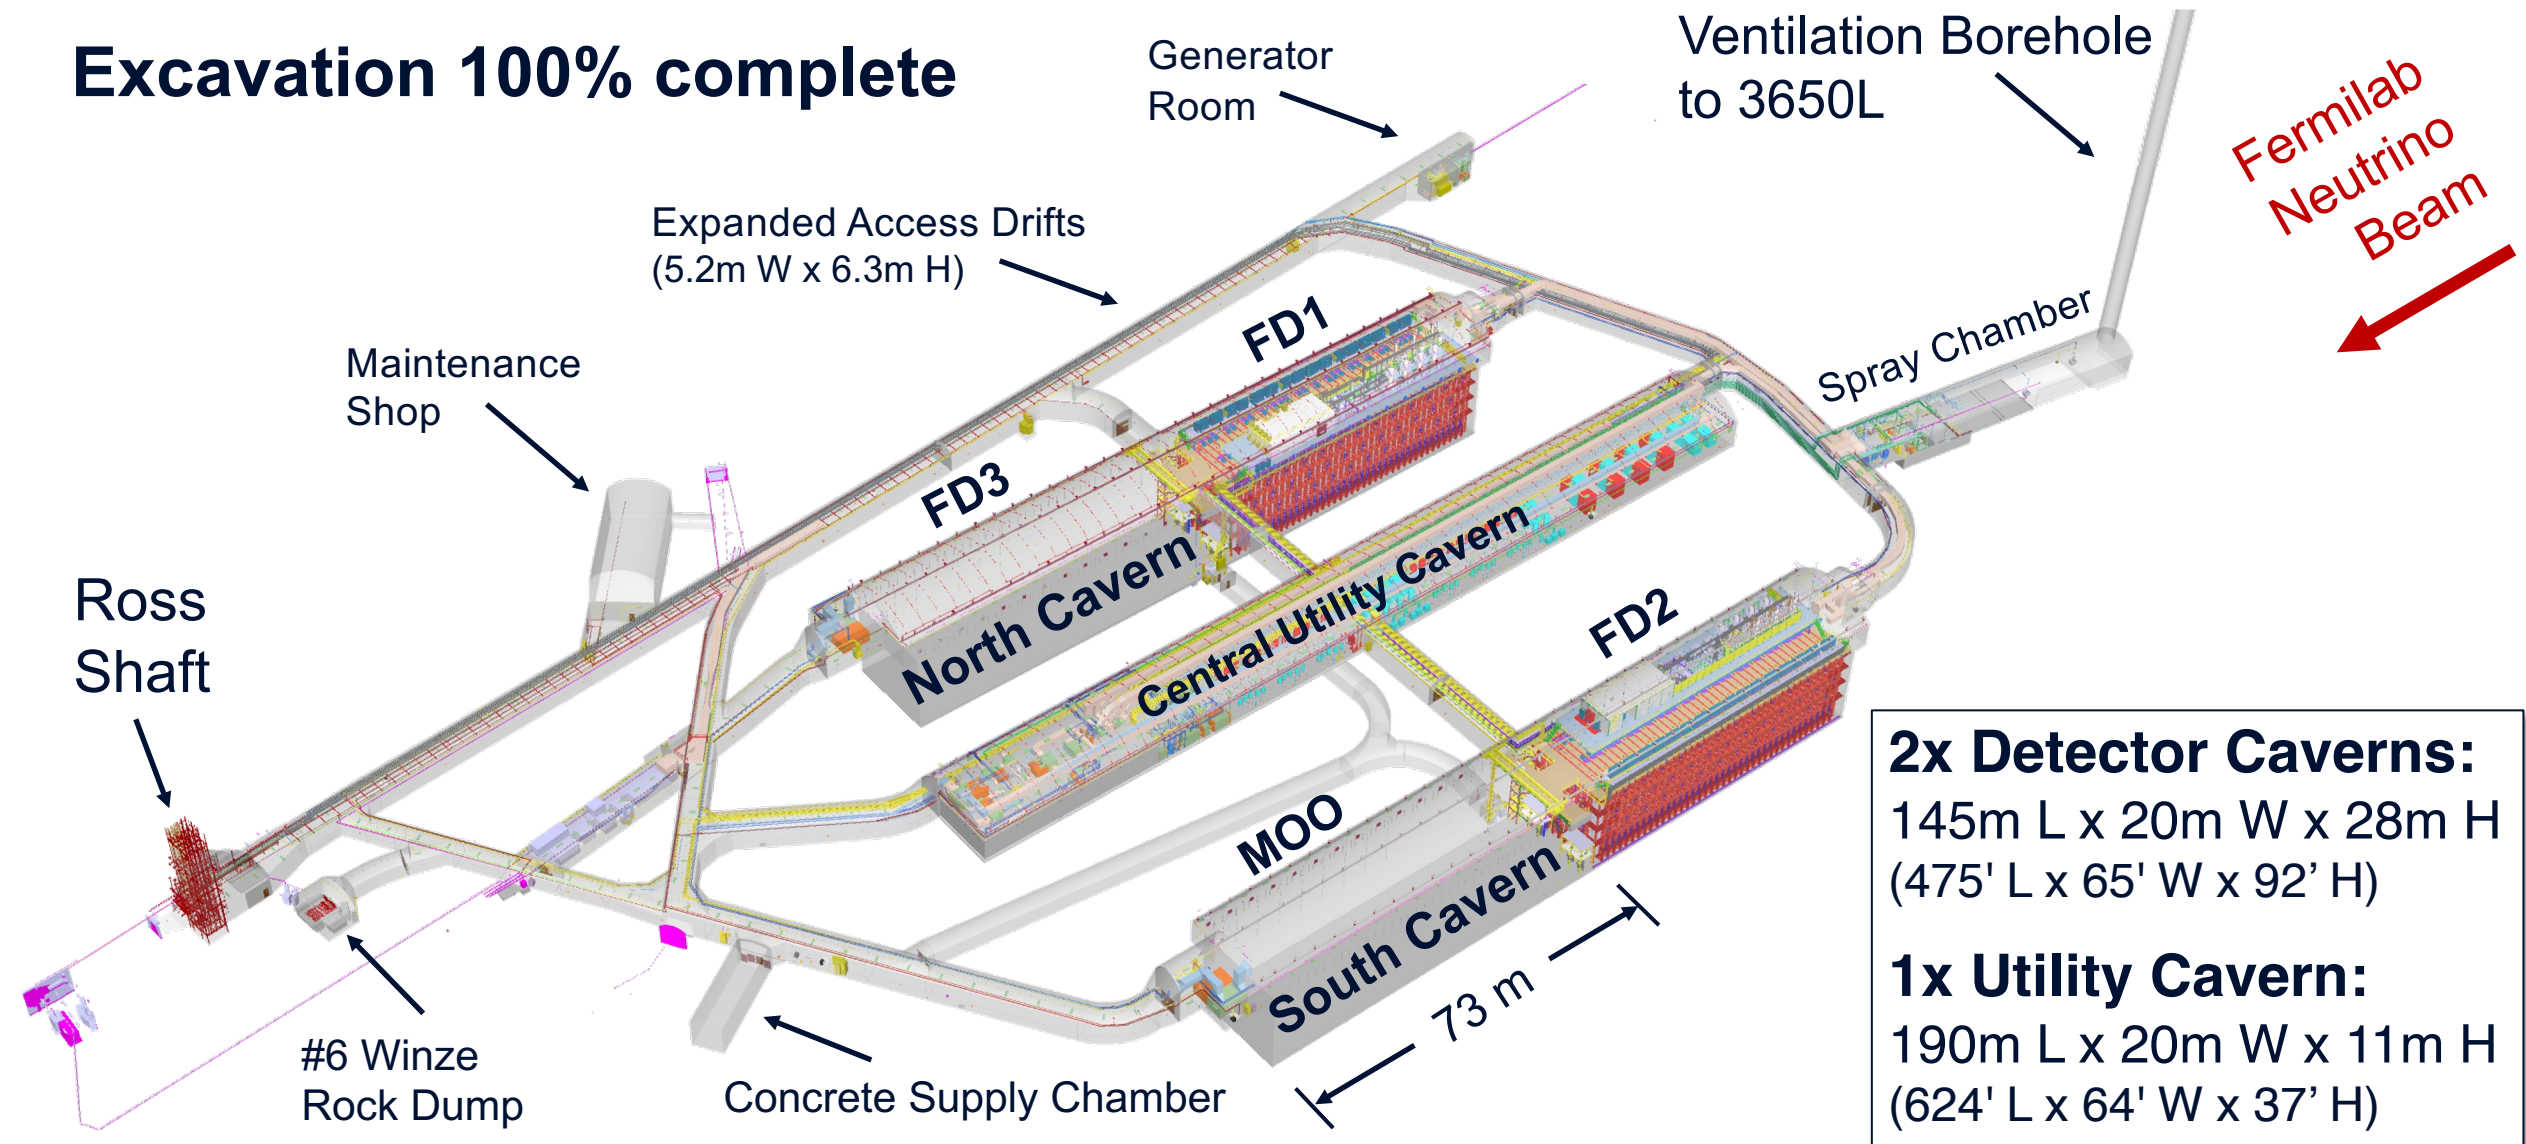 Excavation 100% complete
Generator
Room
Ventilation Borehole
to 3650L
Fermilab
Neutrino
Beam
Expanded Access Drifts
(5.2m W x 6.3m H)
Maintenance
Shop
FD1
Spray Chamber
FD3
Ross
Shaft
North Cavern
Central Utility Cavern
FD2
MOO
South Cavern
73 m
#6 Winze
Rock Dump
Concrete Supply Chamber
2x Detector Caverns:
145m L x 20m W x 28m H
(475' L x 65' W x 92’ H)
1x Utility Cavern:
190m L x 20m W x 11m H
(624' L x 64' W x 37’ H)